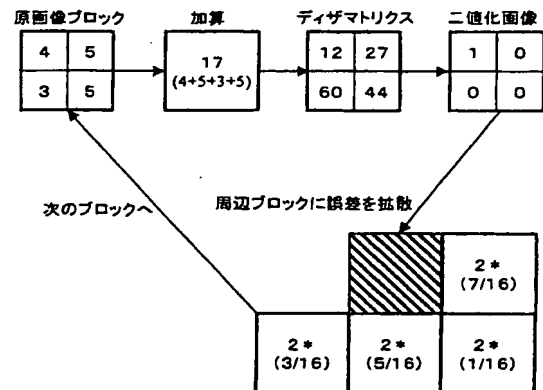 原画像ブロック
加算
ディザマトリクス
二値化画像
4 5
3 5
17
(4+5+3+5)
12 27
60 44
1 0
0 0
次のブロックへ
周辺ブロックに誤差を拡散
2*
(7/16)
2*
(3/16)
2*
(5/16)
2*
(1/16)